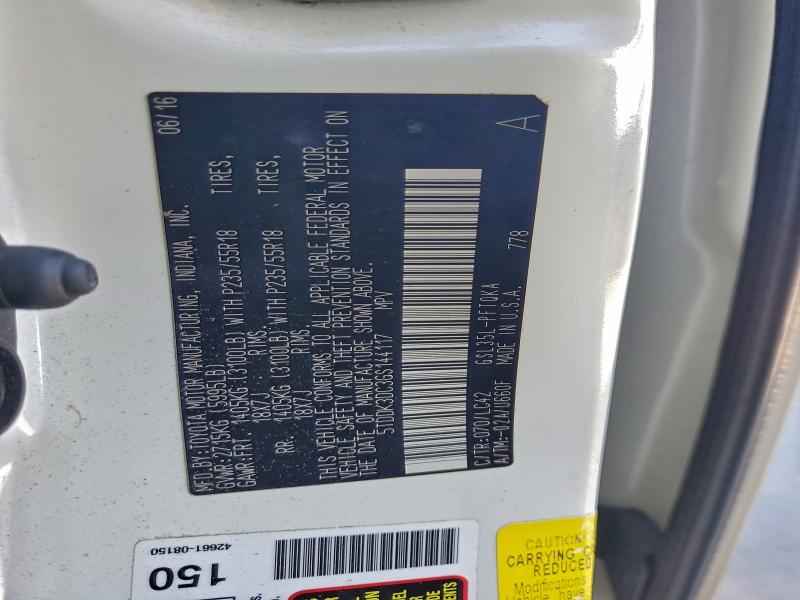 MFD.BY:TOYOTA MOTOR MANUFACTURING, INDIANA, INC. 06/16
GVWR:2715KG (5985LB)
GAWR:FRT. 1405KG(3100LB) WITH P235/55R18 TIRES,
18X7J RIMS.
RR. 1405KG (3100LB) WITH P235/55R18 TIRES,
18X7J RIMS.
THIS VEHICLE CONFORMS TO ALL APPLICABLE FEDERAL MOTOR
VEHICLE SAFETY AND THEFT PREVENTION STANDARDS IN EFFECT ON
THE DATE OF MANUFACTURE SHOWN ABOVE.
MPV
C/TR:070/LC42 GSL35L-PFTQKA
A/TM:-02A/U660F MADE IN U.S.A. 778 A
42661-08150
150
CAUTION
CARRYING C
REDUCED
Modifications
Vehicle have